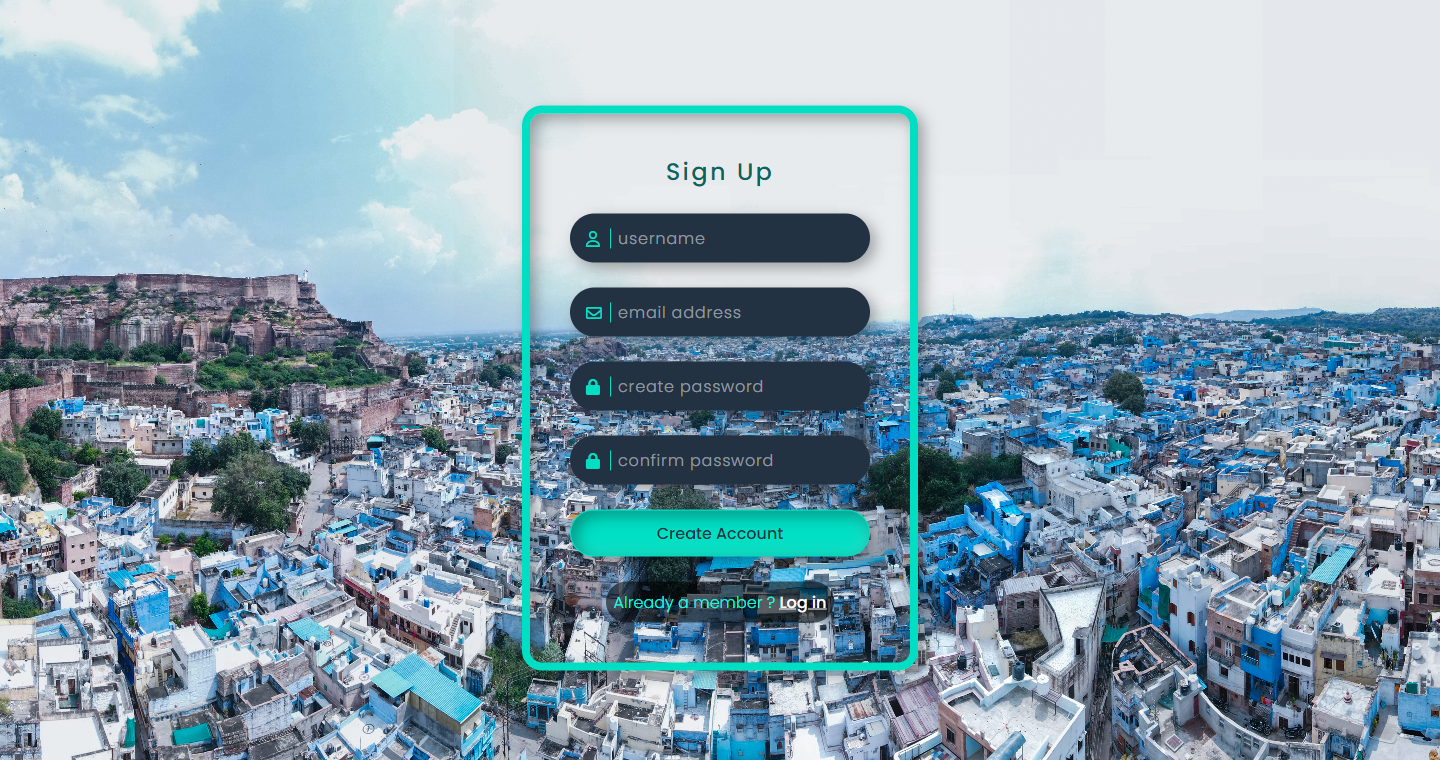 Sign Up
username
email address
create password
confirm password
Create Account
Already a member ? Log in